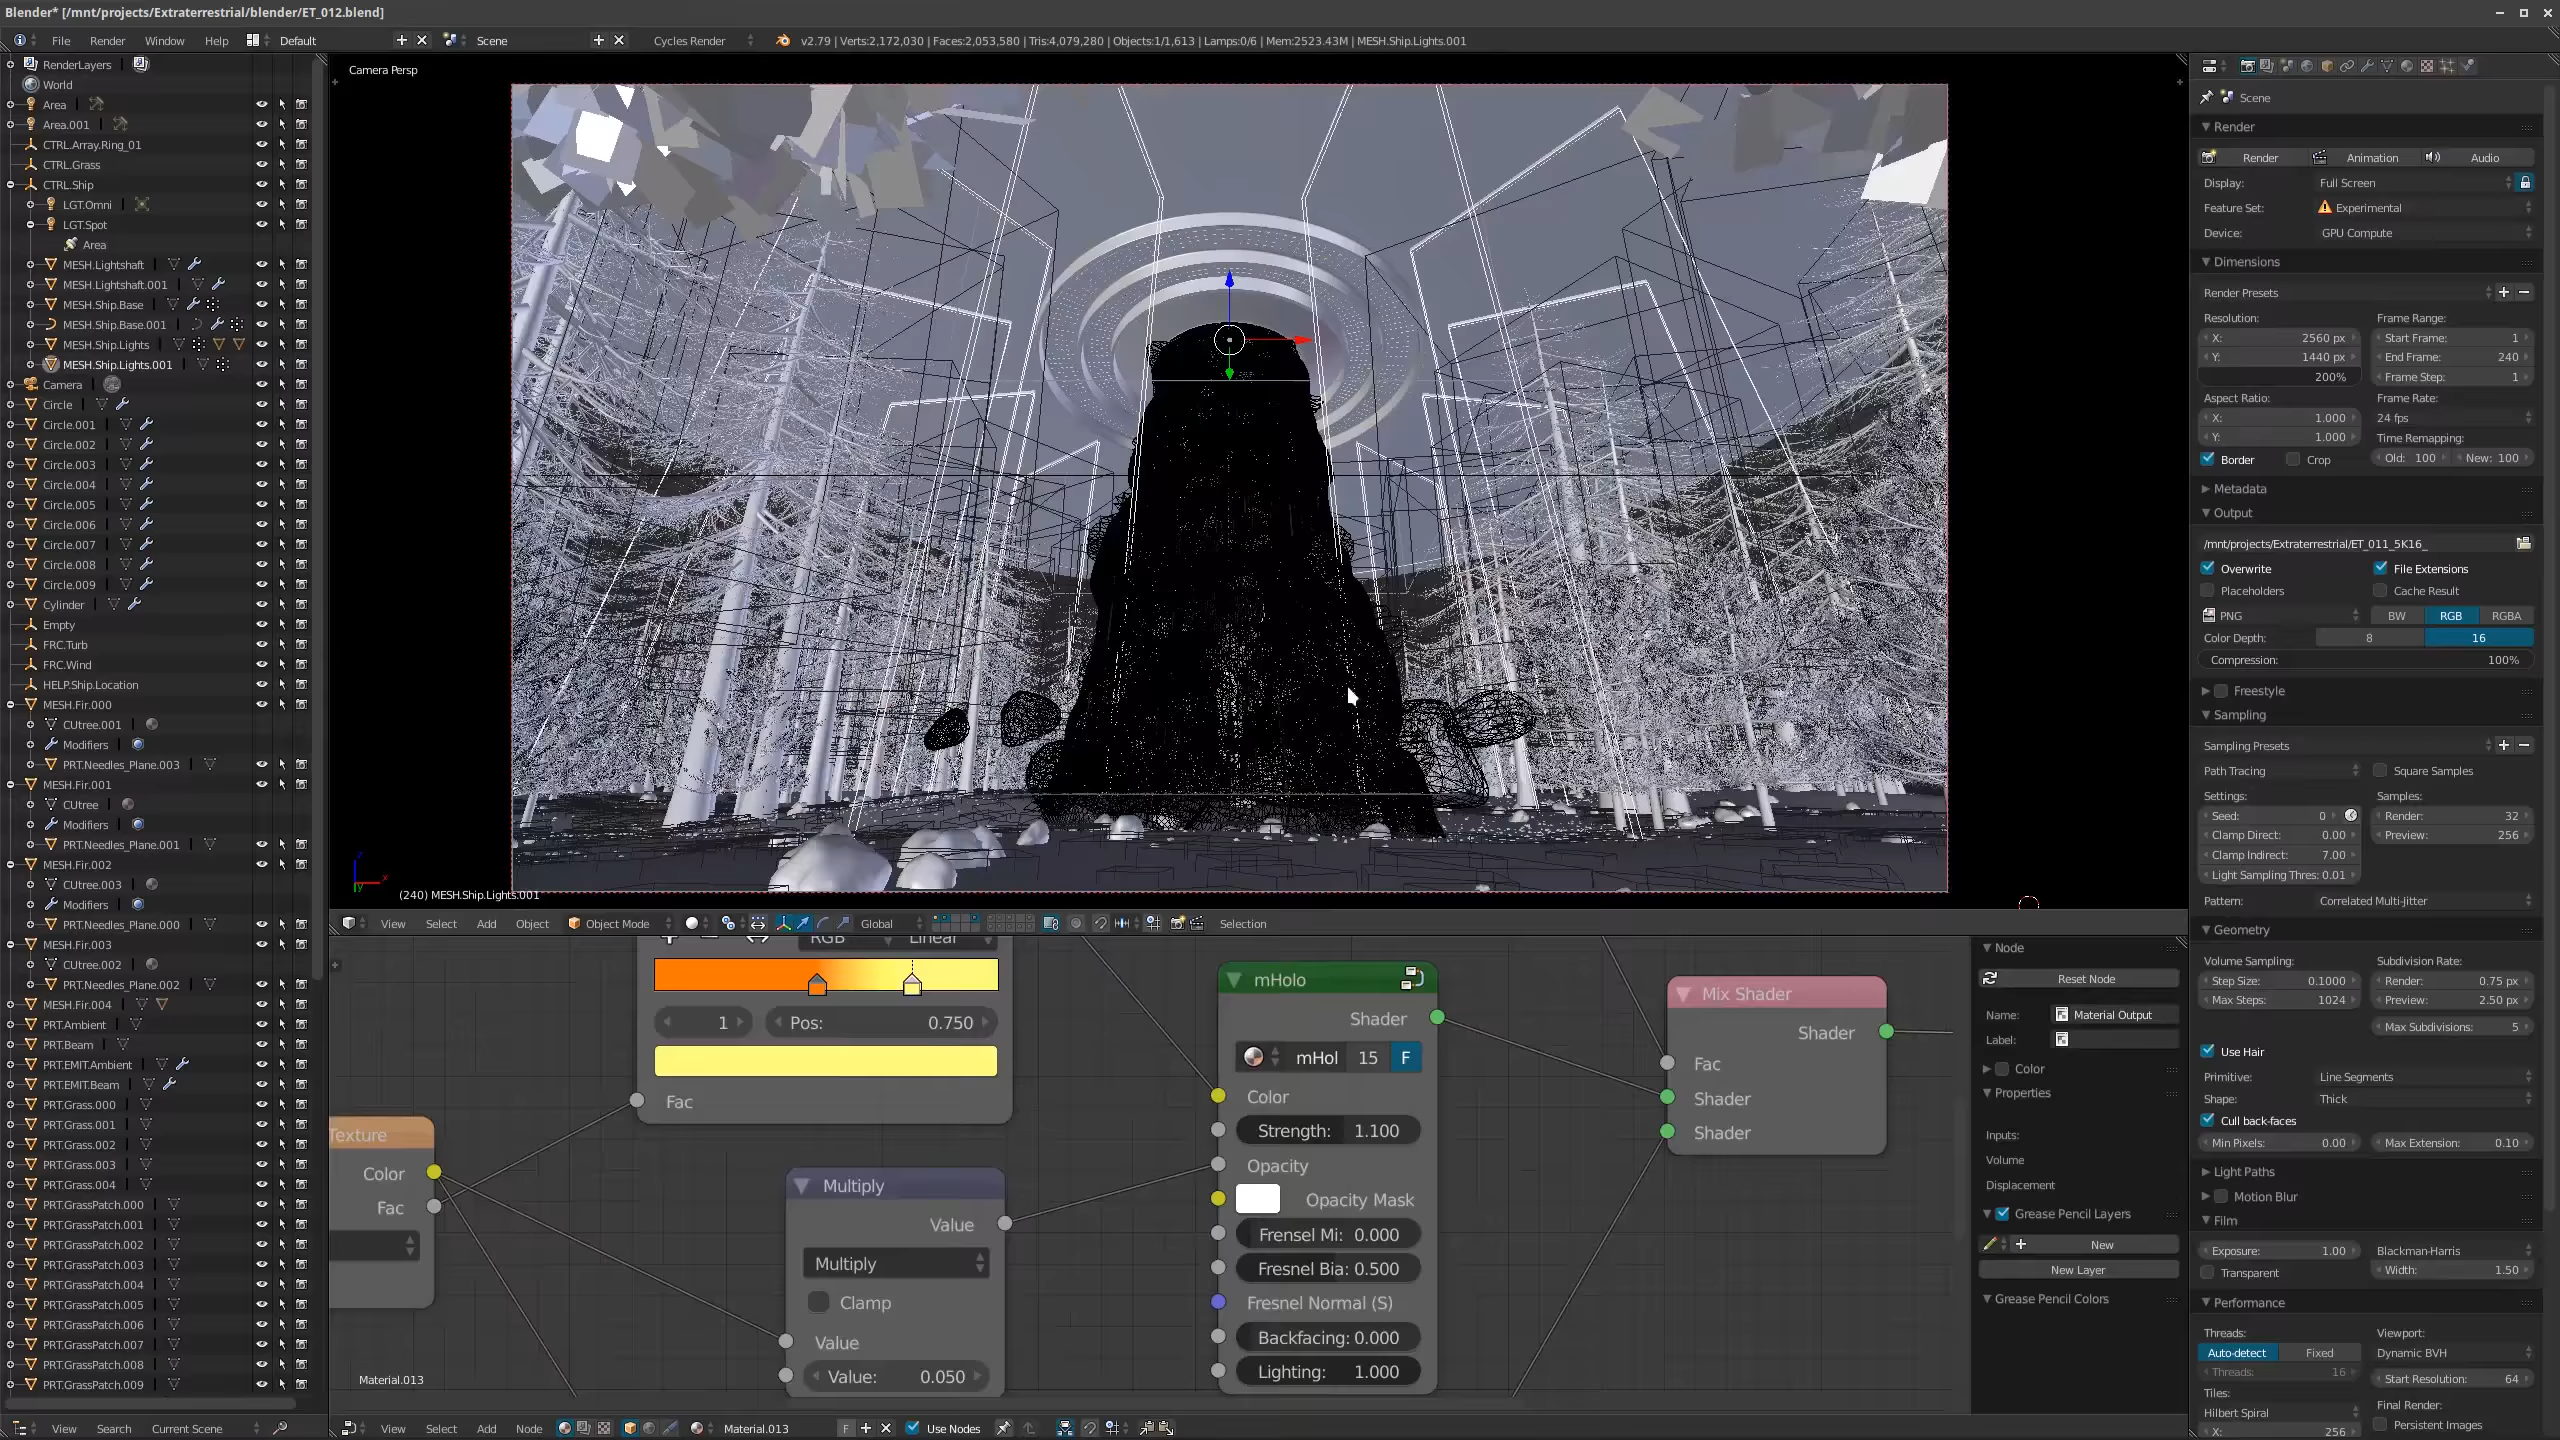 Blender* [/mnt/projects/Extraterrestrial/blender/ET_012.blend]
File Render Window Help Default Scene Cycles Render v2.79 | Verts:2,172,030 | Faces:2,053,580 | Tris:4,079,280 | Objects:1/1,613 | Lamps:0/6 | Mem:2523.43M | MESH.Ship.Lights.001
RenderLayers
World
Area
Area.001
CTRL.Array.Ring_01
CTRL.Grass
CTRL.Ship
LGT.Omni
LGT.Spot
Area
MESH.Lightshaft
MESH.Lightshaft.001
MESH.Ship.Base
MESH.Ship.Base.001
MESH.Ship.Lights
MESH.Ship.Lights.001
Camera
Circle
Circle.001
Circle.002
Circle.003
Circle.004
Circle.005
Circle.006
Circle.007
Circle.008
Circle.009
Cylinder
Empty
FRC.Turb
FRC.Wind
HELP.Ship.Location
MESH.Fir.000
CUtree.001
Modifiers
PRT.Needles_Plane.003
MESH.Fir.001
CUtree
Modifiers
PRT.Needles_Plane.001
MESH.Fir.002
CUtree.003
Modifiers
PRT.Needles_Plane.000
MESH.Fir.003
CUtree.002
PRT.Needles_Plane.002
MESH.Fir.004
PRT.Ambient
PRT.Beam
PRT.EMIT.Ambient
PRT.EMIT.Beam
PRT.Grass.000
PRT.Grass.001
PRT.Grass.002
PRT.Grass.003
PRT.Grass.004
PRT.GrassPatch.000
PRT.GrassPatch.001
PRT.GrassPatch.002
PRT.GrassPatch.003
PRT.GrassPatch.004
PRT.GrassPatch.005
PRT.GrassPatch.006
PRT.GrassPatch.007
PRT.GrassPatch.008
PRT.GrassPatch.009
View Search Current Scene
Camera Persp
(240) MESH.Ship.Lights.001
View Select Add Object Object Mode Global Selection
RGB Linear
1 Pos: 0.750
Fac
Texture
Color
Fac
Multiply
Value
Multiply
Clamp
Value
Value: 0.050
Material.013
mHolo
Shader
mHol 15 F
Color
Strength: 1.100
Opacity
Opacity Mask
Frensel Mi: 0.000
Fresnel Bia: 0.500
Fresnel Normal (S)
Backfacing: 0.000
Lighting: 1.000
Mix Shader
Shader
Fac
Shader
Shader
View Select Add Node Material.013 F Use Nodes
Node
Reset Node
Name: Material Output
Label:
Color
Properties
Inputs:
Volume
Displacement
Grease Pencil Layers
New
New Layer
Grease Pencil Colors
Scene
Render
Render Animation Audio
Display: Full Screen
Feature Set: Experimental
Device: GPU Compute
Dimensions
Render Presets
Resolution: Frame Range:
X: 2560 px Start Frame: 1
Y: 1440 px End Frame: 240
200% Frame Step: 1
Aspect Ratio: Frame Rate:
X: 1.000 24 fps
Y: 1.000 Time Remapping:
Border Crop Old: 100 New: 100
Metadata
Output
/mnt/projects/Extraterrestrial/ET_011_5K16_
Overwrite File Extensions
Placeholders Cache Result
PNG BW RGB RGBA
Color Depth: 8 16
Compression: 100%
Freestyle
Sampling
Sampling Presets
Path Tracing Square Samples
Settings: Samples:
Seed: 0 Render: 32
Clamp Direct: 0.00 Preview: 256
Clamp Indirect: 7.00
Light Sampling Thres: 0.01
Pattern: Correlated Multi-Jitter
Geometry
Volume Sampling: Subdivision Rate:
Step Size: 0.1000 Render: 0.75 px
Max Steps: 1024 Preview: 2.50 px
Max Subdivisions: 5
Use Hair
Primitive: Line Segments
Shape: Thick
Cull back-faces
Min Pixels: 0.00 Max Extension: 0.10
Light Paths
Motion Blur
Film
Exposure: 1.00 Blackman-Harris
Transparent Width: 1.50
Performance
Threads: Viewport:
Auto-detect Fixed Dynamic BVH
Threads: 16 Start Resolution: 64
Tiles: Final Render:
Hilbert Spiral Persistent Images
X: 256